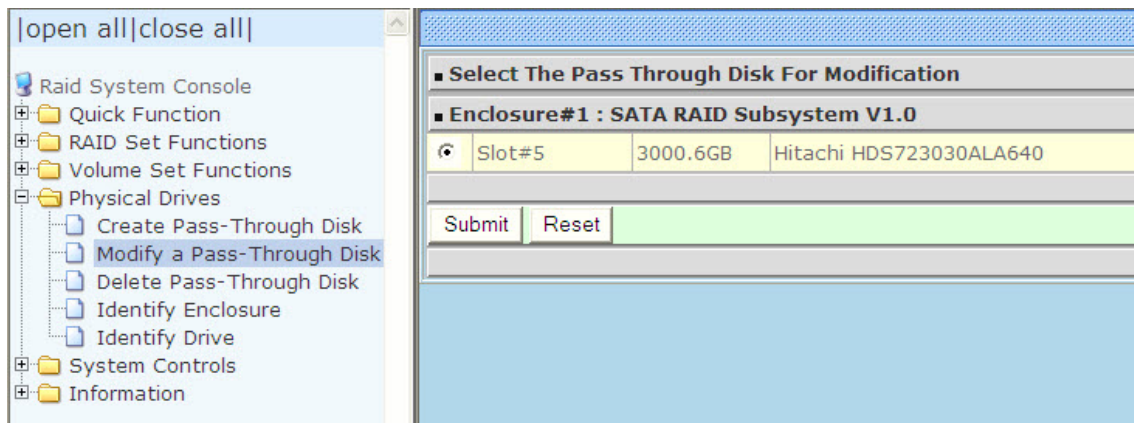 |open all|close all|
Raid System Console
Quick Function
RAID Set Functions
Volume Set Functions
Physical Drives
Create Pass-Through Disk
Modify a Pass-Through Disk
Delete Pass-Through Disk
Identify Enclosure
Identify Drive
System Controls
Information
Select The Pass Through Disk For Modification
Enclosure#1 : SATA RAID Subsystem V1.0
Slot#5 3000.6GB Hitachi HDS723030ALA640
Submit Reset